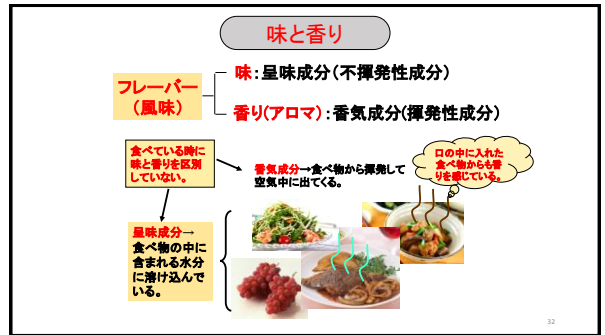 味と香り
フレーバー
（風味）
味：呈味成分（不揮発性成分）
香り（アロマ）：香気成分(揮発性成分）
食べている時に
味と香りを区別
していない。
香気成分→食べ物から揮発して
空気中に出てくる。
口の中に入れた
食べ物からも香
りを感じている。
呈味成分→
食べ物の中に
含まれる水分
に溶け込んで
いる。
32